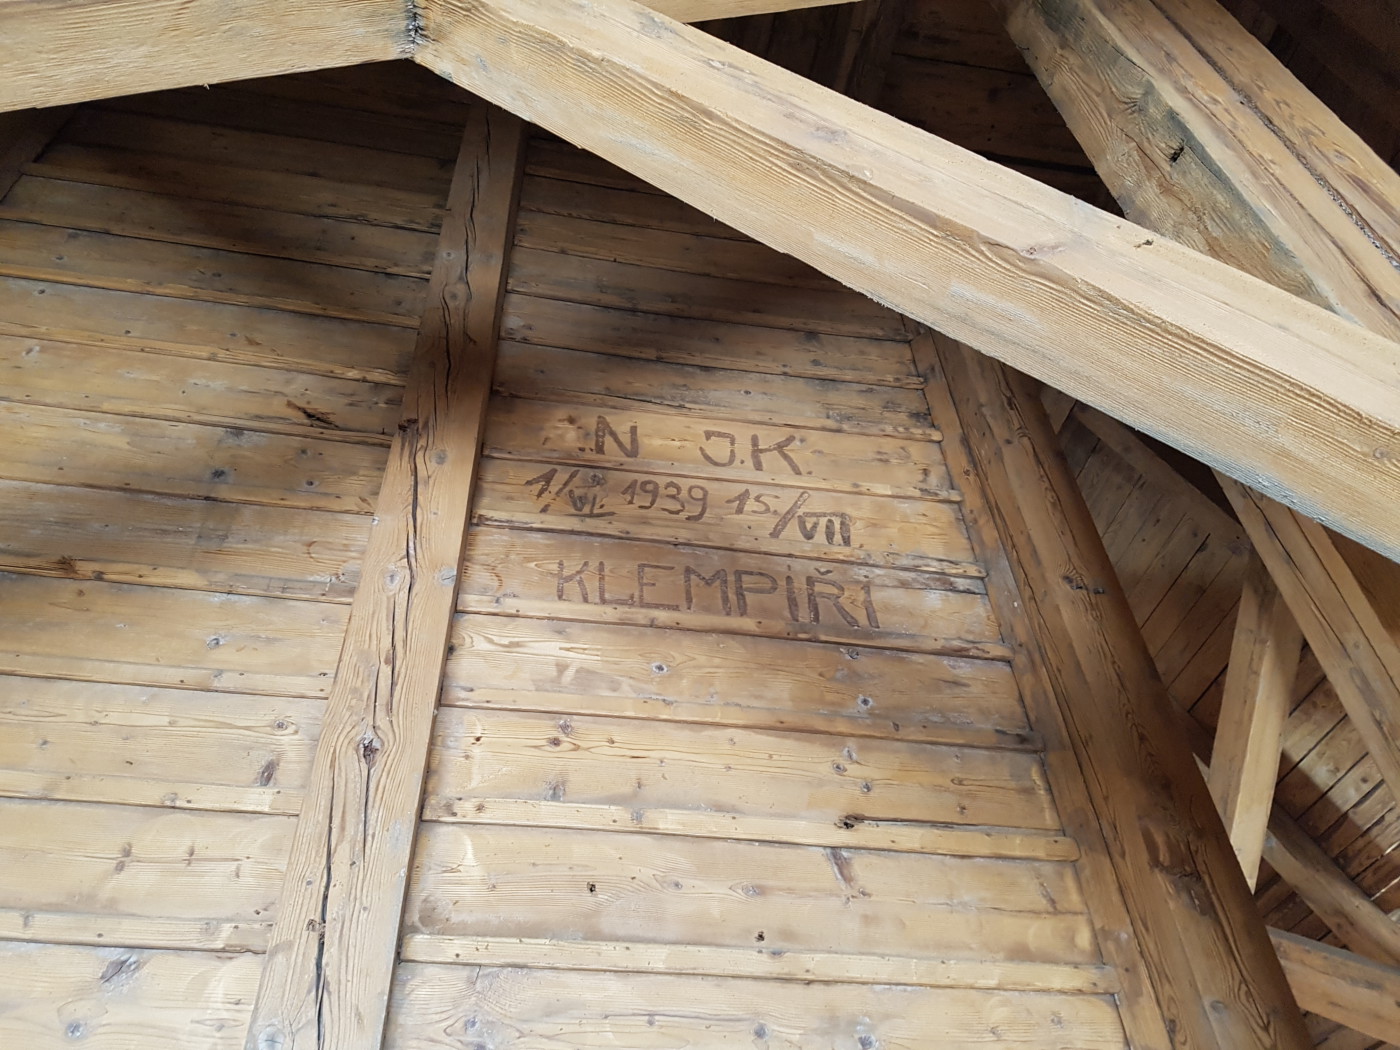 .N J.K.
1/VI. 1939 15./VII
KLEMPÍŘI